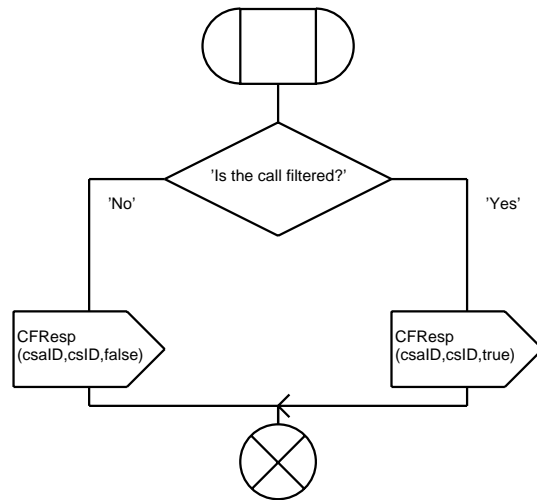 'Is the call filtered?'
'No'
'Yes'
CFResp
(csaID,csID,false)
CFResp
(csaID,csID,true)